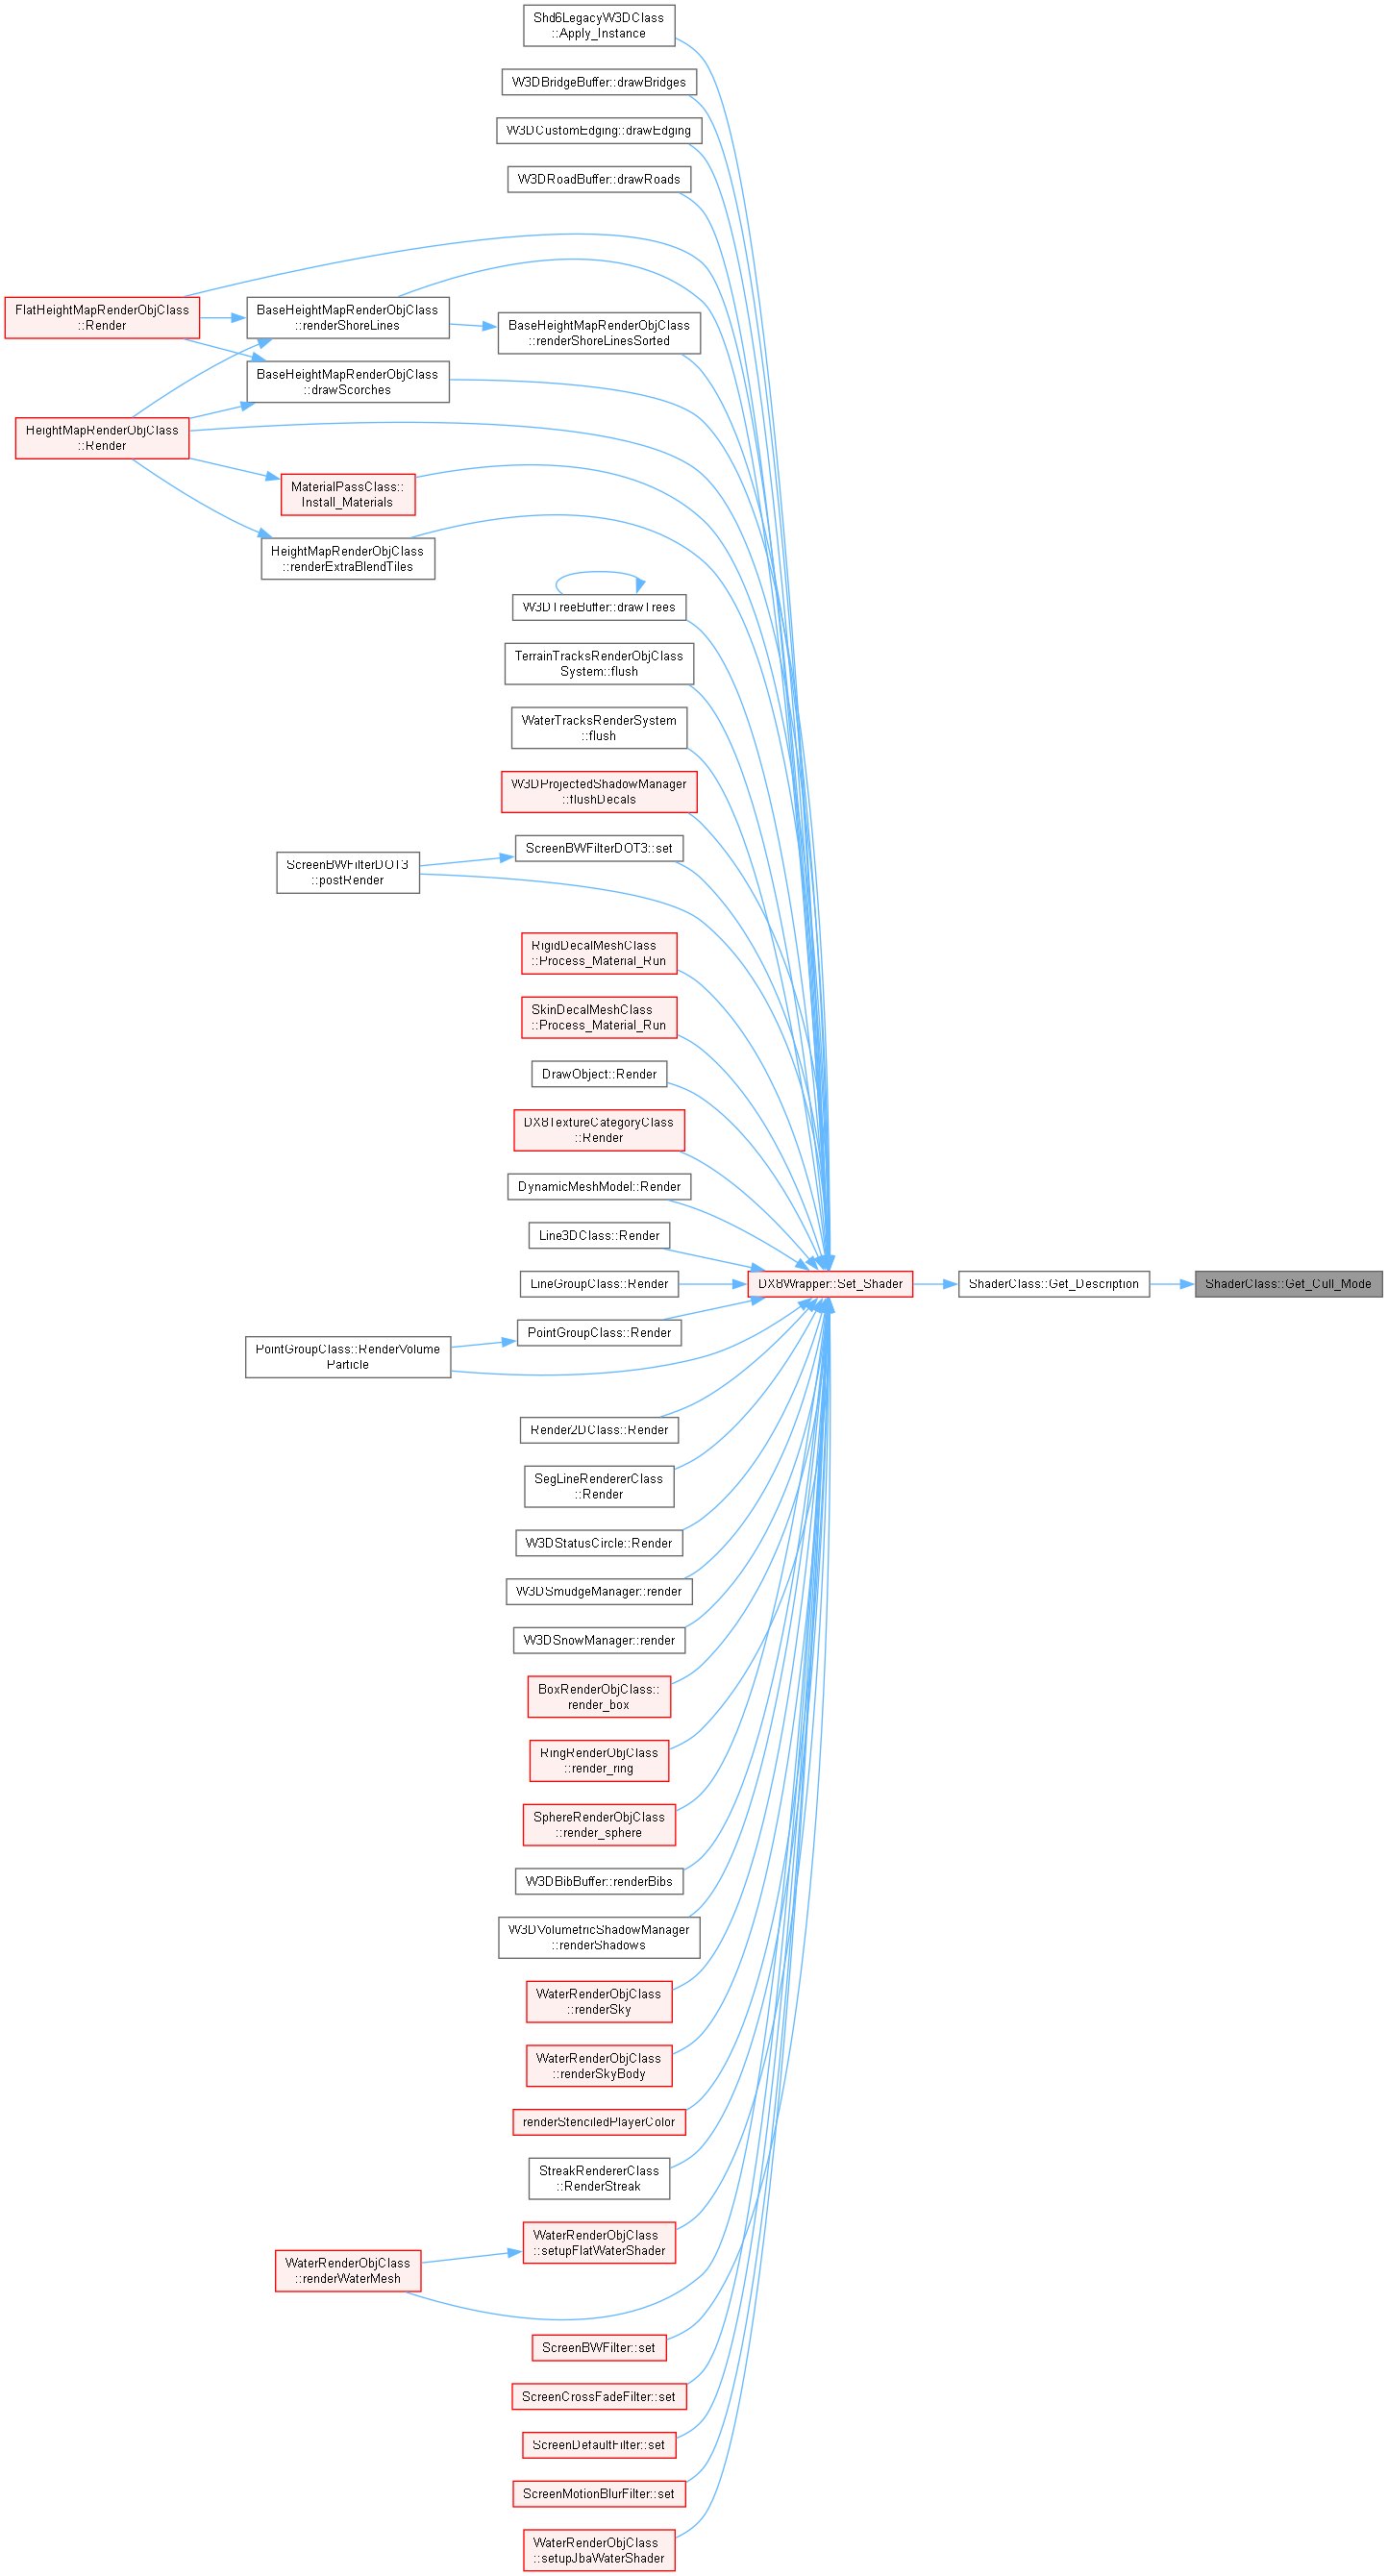 Shd6LegacyW3DClass
::Apply_Instance
W3DBridgeBuffer::drawBridges
W3DCustomEdging::drawEdging
W3DRoadBuffer::drawRoads
FlatHeightMapRenderObjClass
::Render
BaseHeightMapRenderObjClass
::renderShoreLines
BaseHeightMapRenderObjClass
::renderShoreLinesSorted
BaseHeightMapRenderObjClass
::drawScorches
HeightMapRenderObjClass
::Render
MaterialPassClass::
Install_Materials
HeightMapRenderObjClass
::renderExtraBlendTiles
W3DTreeBuffer::drawTrees
TerrainTracksRenderObjClass
System::flush
WaterTracksRenderSystem
::flush
W3DProjectedShadowManager
::flushDecals
ScreenBWFilterDOT3::set
ScreenBWFilterDOT3
::postRender
RigidDecalMeshClass
::Process_Material_Run
SkinDecalMeshClass
::Process_Material_Run
DrawObject::Render
DX8TextureCategoryClass
::Render
DynamicMeshModel::Render
Line3DClass::Render
LineGroupClass::Render
DX8Wrapper::Set_Shader
ShaderClass::Get_Description
ShaderClass::Get_Cull_Mode
PointGroupClass::Render
PointGroupClass::RenderVolume
Particle
Render2DClass::Render
SegLineRendererClass
::Render
W3DStatusCircle::Render
W3DSmudgeManager::render
W3DSnowManager::render
BoxRenderObjClass::
render_box
RingRenderObjClass
::render_ring
SphereRenderObjClass
::render_sphere
W3DBibBuffer::renderBibs
W3DVolumetricShadowManager
::renderShadows
WaterRenderObjClass
::renderSky
WaterRenderObjClass
::renderSkyBody
renderStenciledPlayerColor
StreakRendererClass
::RenderStreak
WaterRenderObjClass
::setupFlatWaterShader
WaterRenderObjClass
::renderWaterMesh
ScreenBWFilter::set
ScreenCrossFadeFilter::set
ScreenDefaultFilter::set
ScreenMotionBlurFilter::set
WaterRenderObjClass
::setupJbaWaterShader